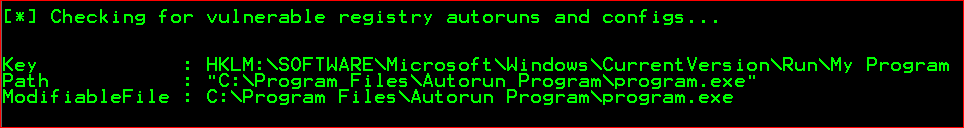 [*] Checking for vulnerable registry autoruns and configs...
Key : HKLM:\SOFTWARE\Microsoft\Windows\CurrentVersion\Run\My Program
Path : "C:\Program Files\Autorun Program\program.exe"
ModifiableFile : C:\Program Files\Autorun Program\program.exe